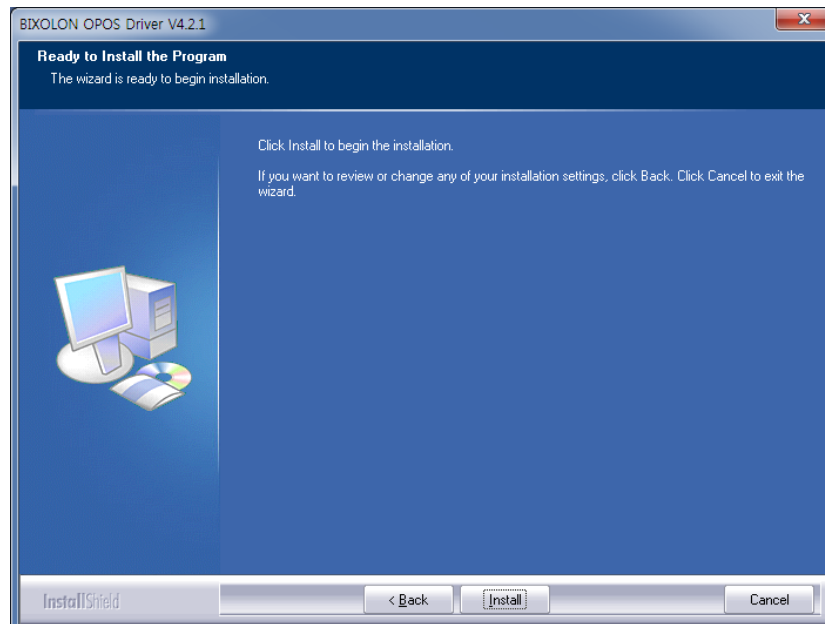 BIXOLON OPOS Driver V4.2.1
Ready to Install the Program
The wizard is ready to begin installation.
Click Install to begin the installation.
If you want to review or change any of your installation settings, click Back. Click Cancel to exit the
wizard.
InstallShield
< Back
Install
Cancel